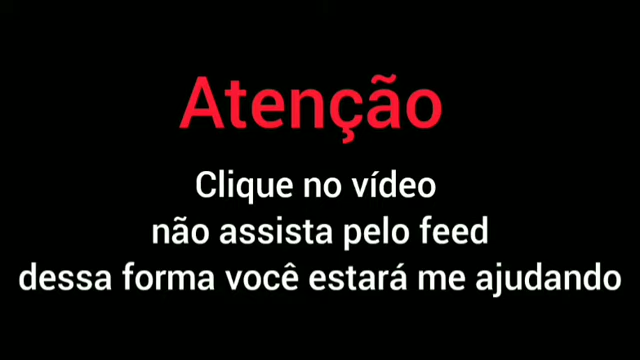 Atenção
Clique no vídeo
não assista pelo feed
dessa forma você estará me ajudando